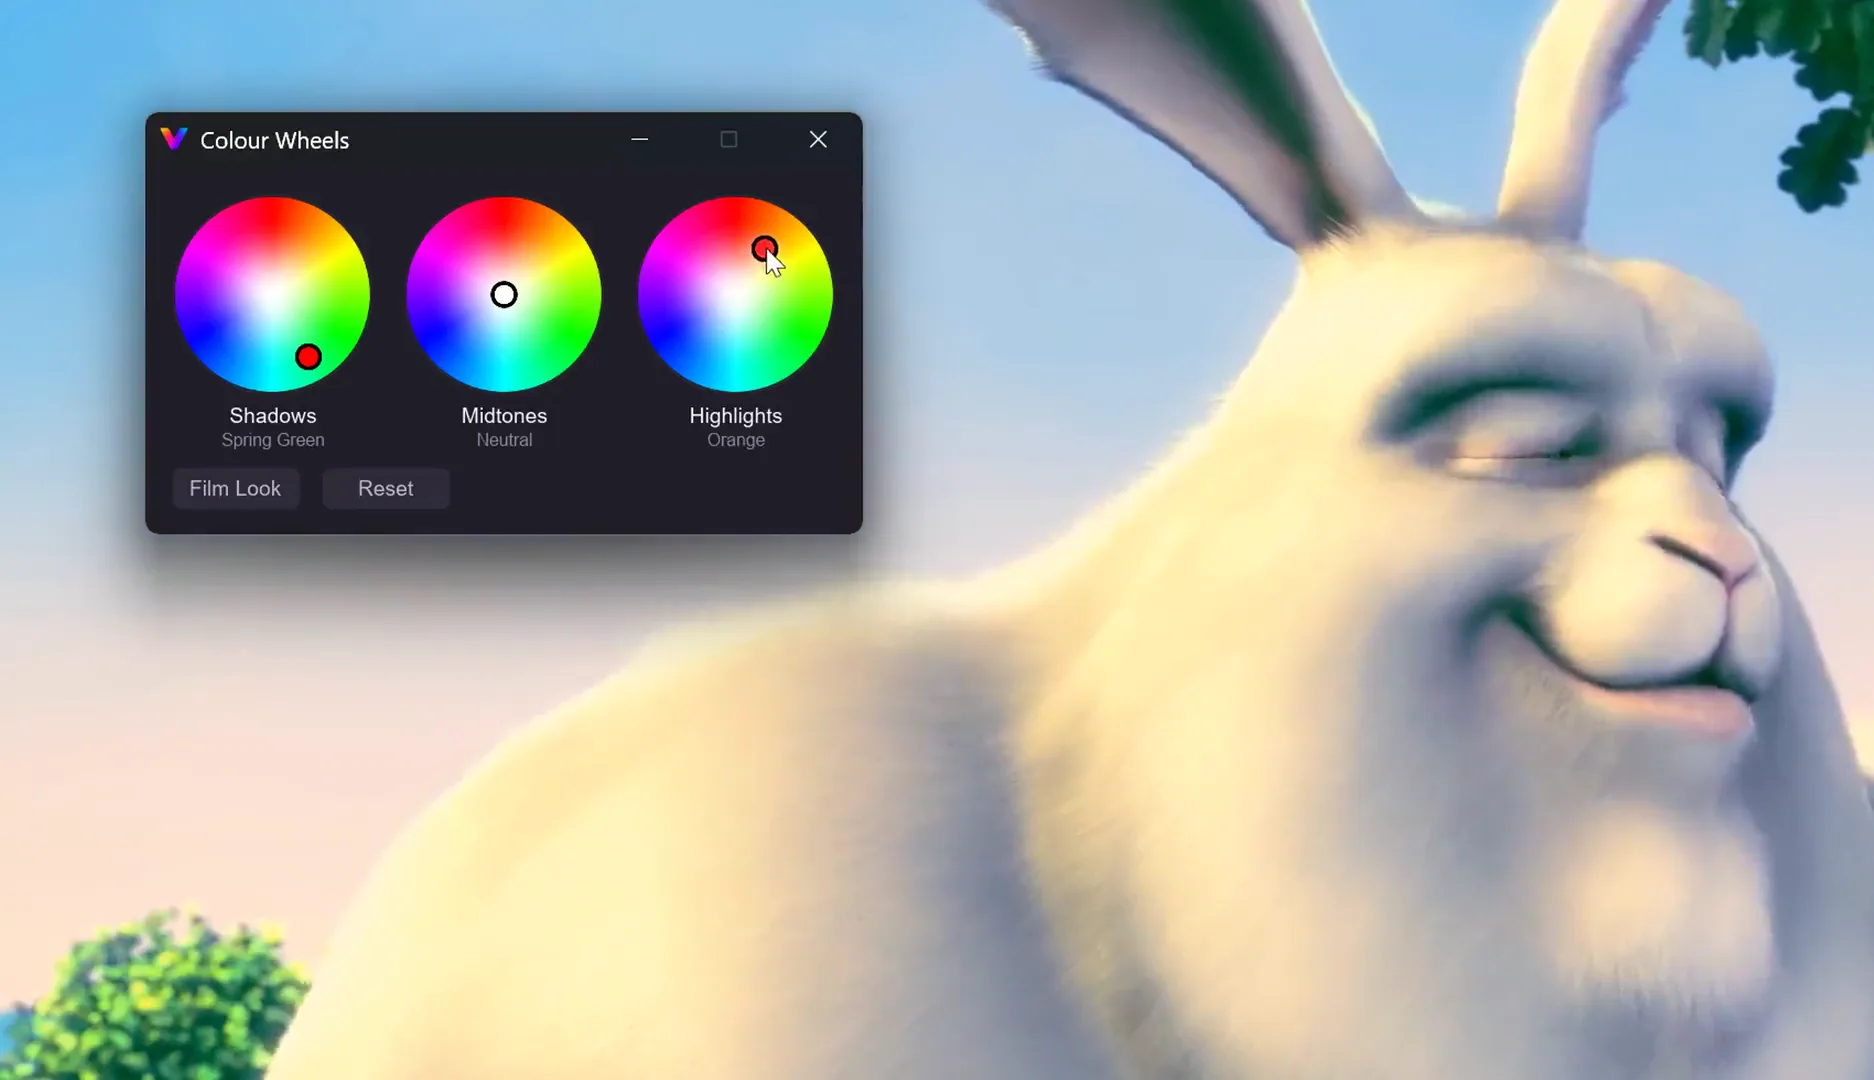 Colour Wheels
Shadows
Spring Green
Midtones
Neutral
Highlights
Orange
Film Look
Reset